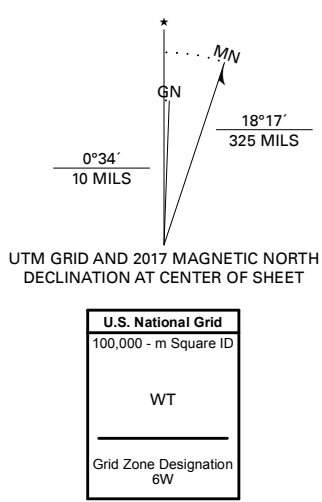 ★
MN
GN
18°17´
325 MILS
0°34´
10 MILS
UTM GRID AND 2017 MAGNETIC NORTH
DECLINATION AT CENTER OF SHEET
U.S. National Grid
100,000 - m Square ID
WT
Grid Zone Designation
6W